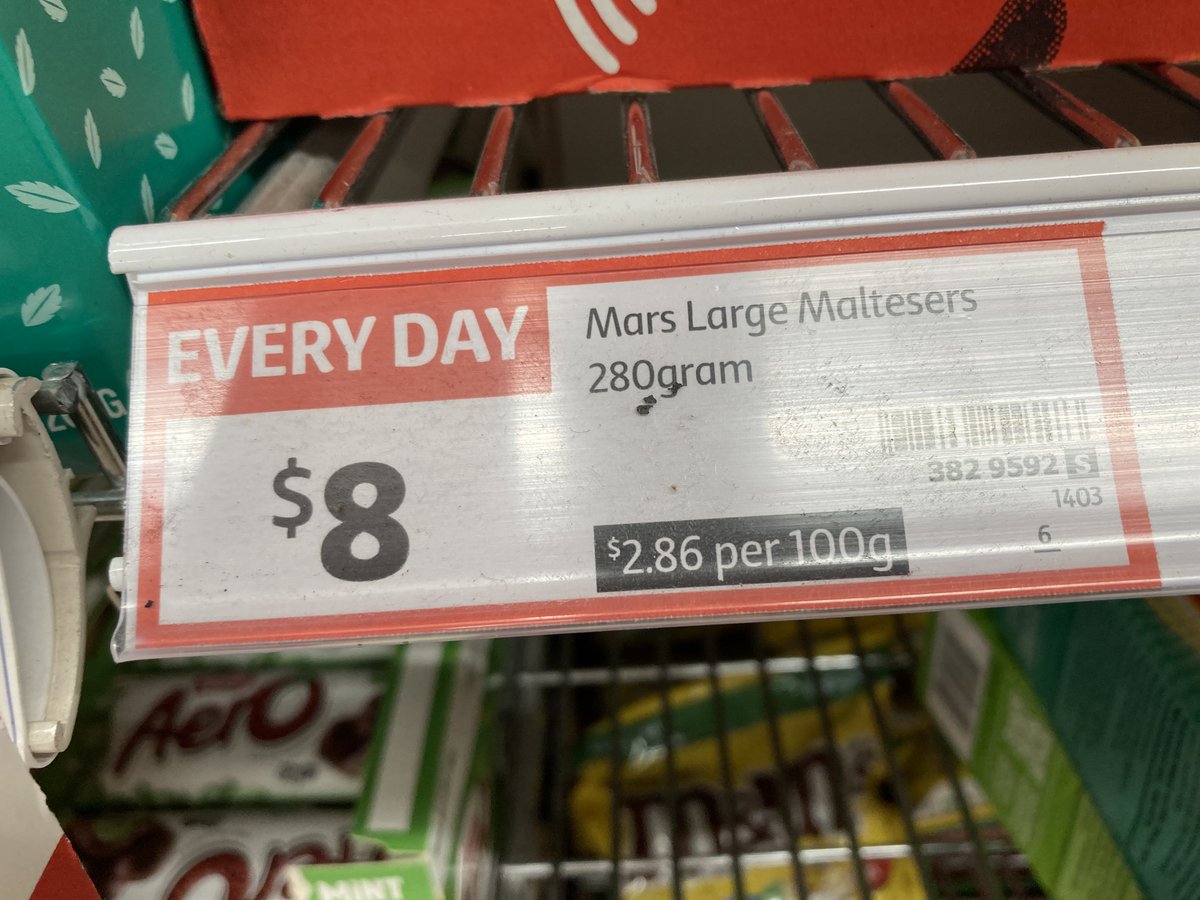 EVERY DAY
Mars Large Maltesers
280gram
$8
382 9592 S
1403
$2.86 per 100g
6
Aero
m&m
MINT